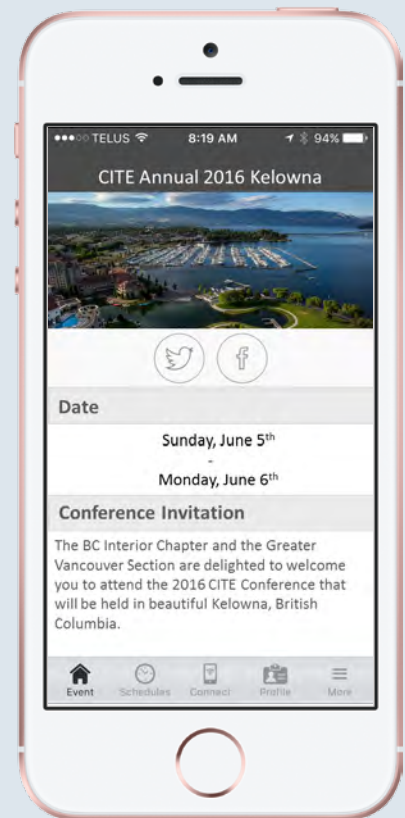 TELUS 8:19 AM 94%
CITE Annual 2016 Kelowna
Date
Sunday, June 5th
-
Monday, June 6th
Conference Invitation
The BC Interior Chapter and the Greater
Vancouver Section are delighted to welcome
you to attend the 2016 CITE Conference that
will be held in beautiful Kelowna, British
Columbia.
Event Schedules Connect Profile More